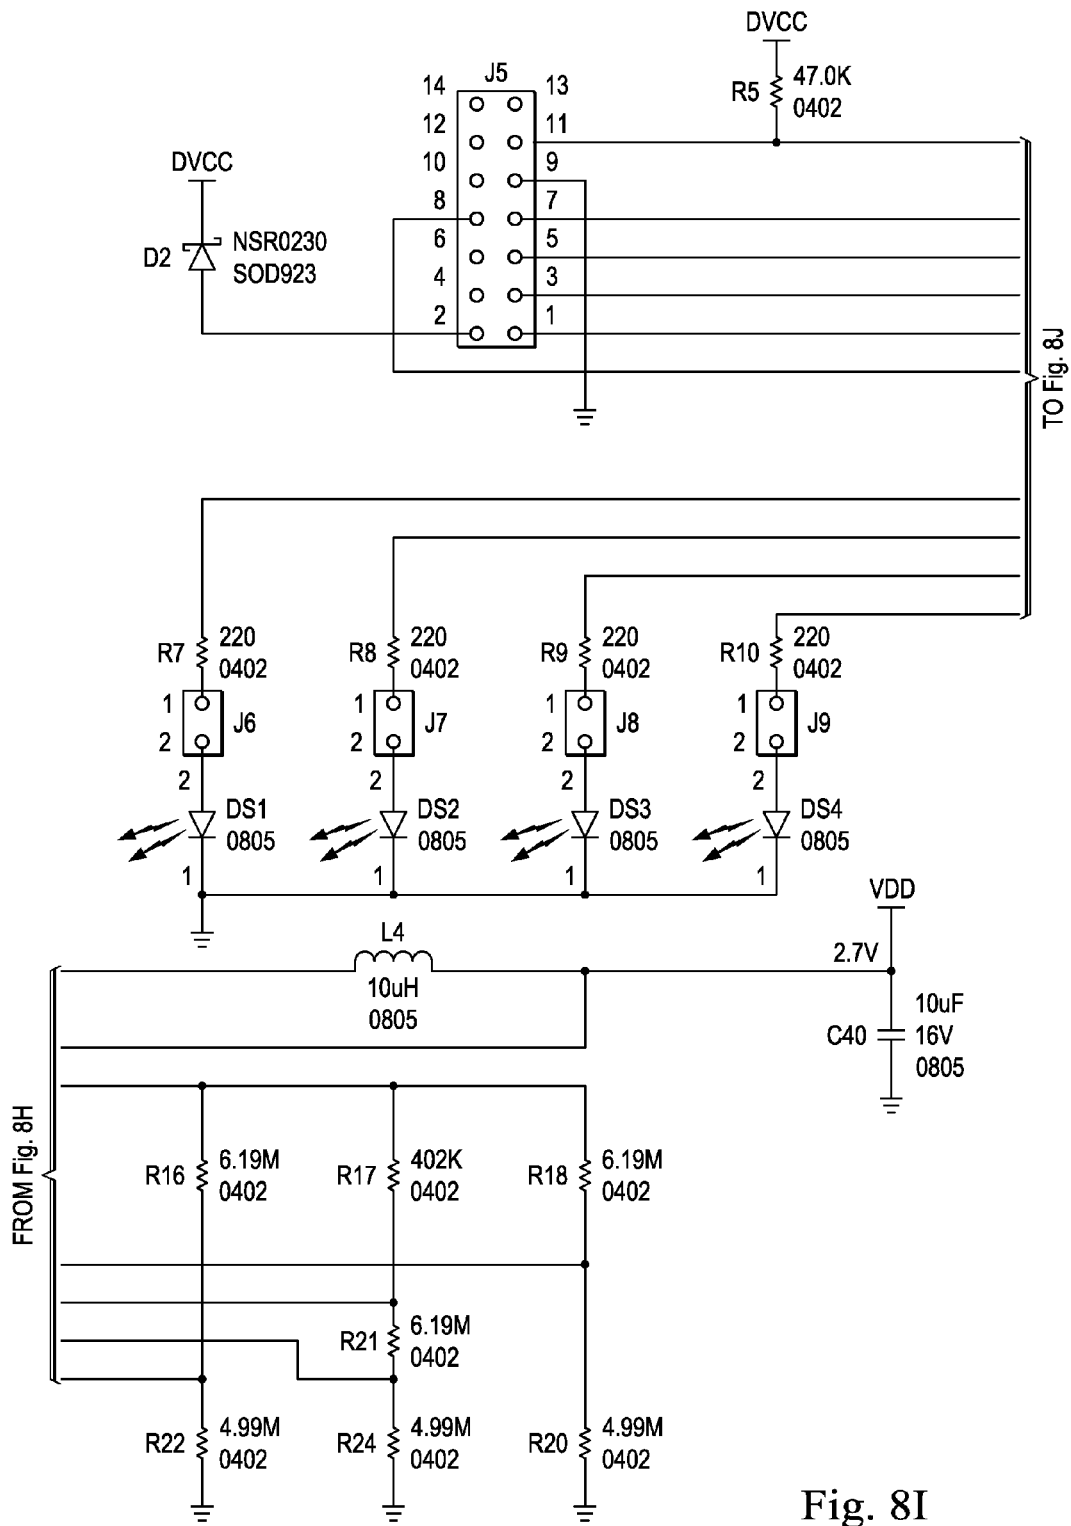 DVCC
R5
47.0K
0402
J5
14 13
12 11
10 9
8 7
6 5
4 3
2 1
DVCC
D2
NSR0230
SOD923
TO Fig. 8J
R7
220
0402
R8
220
0402
R9
220
0402
R10
220
0402
1
2
J6
1
2
J7
1
2
J8
1
2
J9
2
DS1
0805
1
2
DS2
0805
1
2
DS3
0805
1
2
DS4
0805
1
VDD
2.7V
L4
10uH
0805
C40
10uF
16V
0805
FROM Fig. 8H
R16
6.19M
0402
R17
402K
0402
R18
6.19M
0402
R21
6.19M
0402
R22
4.99M
0402
R24
4.99M
0402
R20
4.99M
0402
Fig. 8I